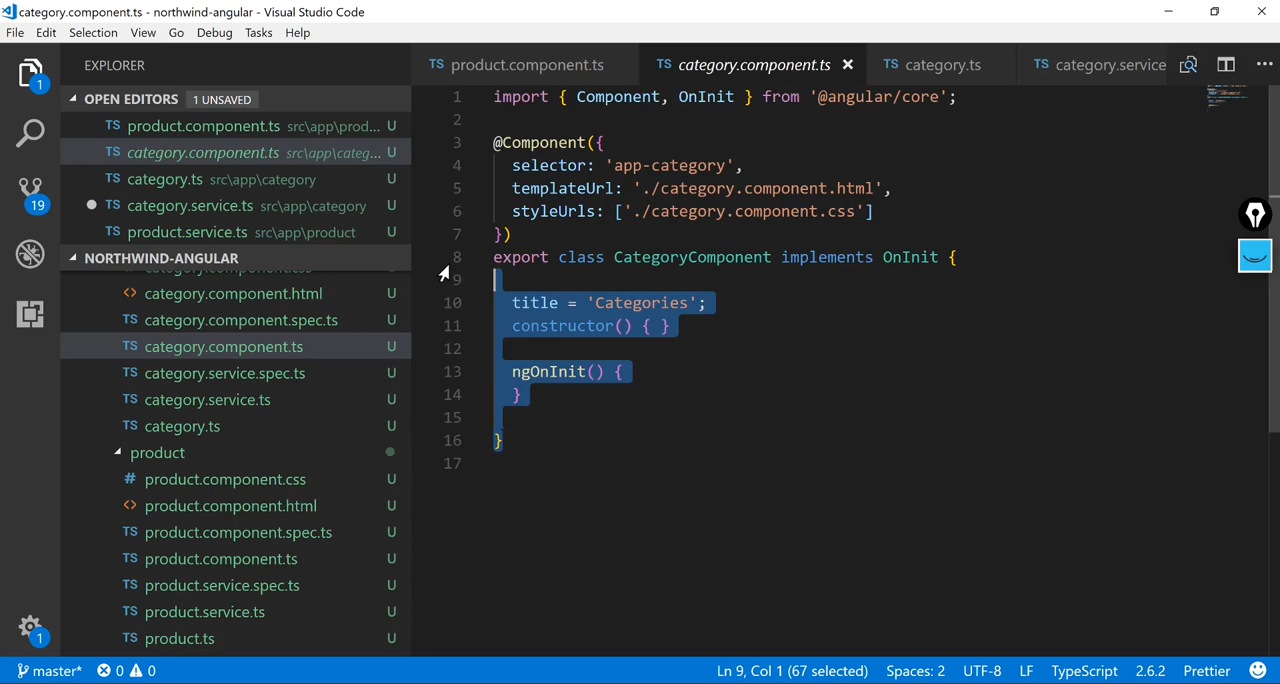 category.component.ts - northwind-angular - Visual Studio Code
File Edit Selection View Go Debug Tasks Help
EXPLORER
OPEN EDITORS 1 UNSAVED
TS product.component.ts src\app\prod... U
TS category.component.ts src\app\categ... U
TS category.ts src\app\category U
TS category.service.ts src\app\category U
TS product.service.ts src\app\product U
NORTHWIND-ANGULAR
category.component.css U
<> category.component.html U
TS category.component.spec.ts U
TS category.component.ts U
TS category.service.spec.ts U
TS category.service.ts U
TS category.ts U
product
# product.component.css U
<> product.component.html U
TS product.component.spec.ts U
TS product.component.ts U
TS product.service.spec.ts U
TS product.service.ts U
TS product.ts U
1
19
1
TS product.component.ts TS category.component.ts TS category.ts TS category.service
1 import { Component, OnInit } from '@angular/core';
2
3 @Component({
4 selector: 'app-category',
5 templateUrl: './category.component.html',
6 styleUrls: ['./category.component.css']
7 })
8 export class CategoryComponent implements OnInit {
9
10 title = 'Categories';
11 constructor() { }
12
13 ngOnInit() {
14 }
15
16 }
17
master* 0 0 Ln 9, Col 1 (67 selected) Spaces: 2 UTF-8 LF TypeScript 2.6.2 Prettier